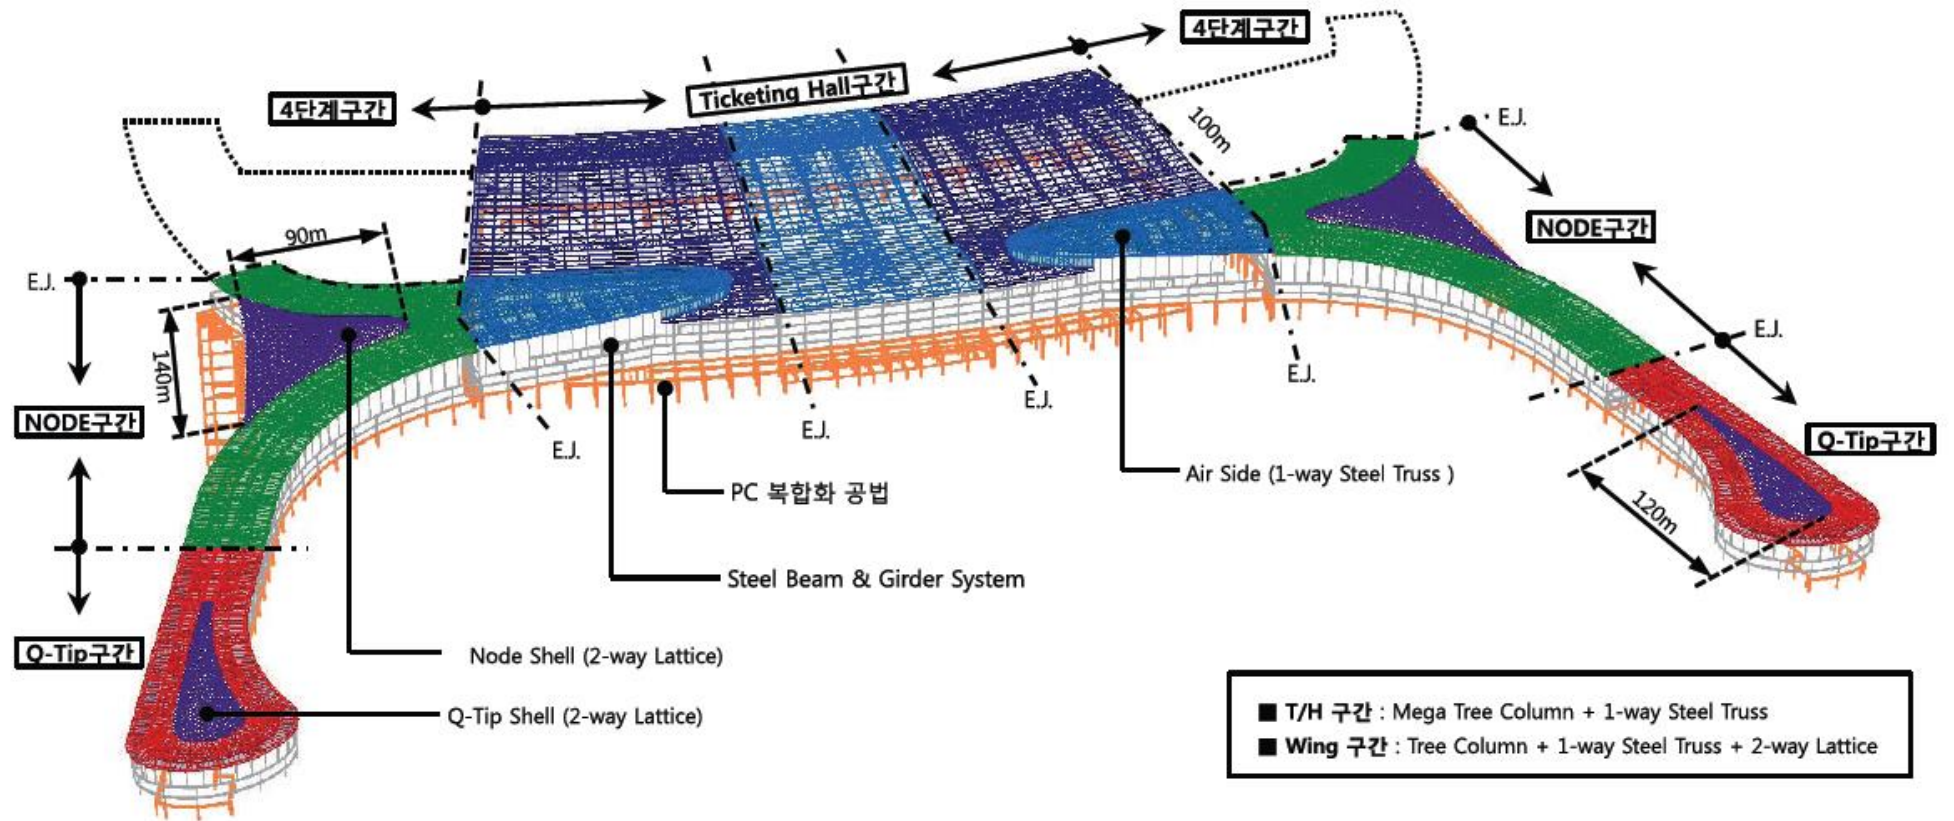 4단계구간
Ticketing Hall구간
4단계구간
100m
E.J.
90m
NODE구간
E.J.
140m
E.J.
E.J.
E.J.
NODE구간
E.J.
E.J.
Q-Tip구간
Air Side (1-way Steel Truss )
PC 복합화 공법
120m
Steel Beam & Girder System
Q-Tip구간
Node Shell (2-way Lattice)
Q-Tip Shell (2-way Lattice)
■ T/H 구간 : Mega Tree Column + 1-way Steel Truss
■ Wing 구간 : Tree Column + 1-way Steel Truss + 2-way Lattice